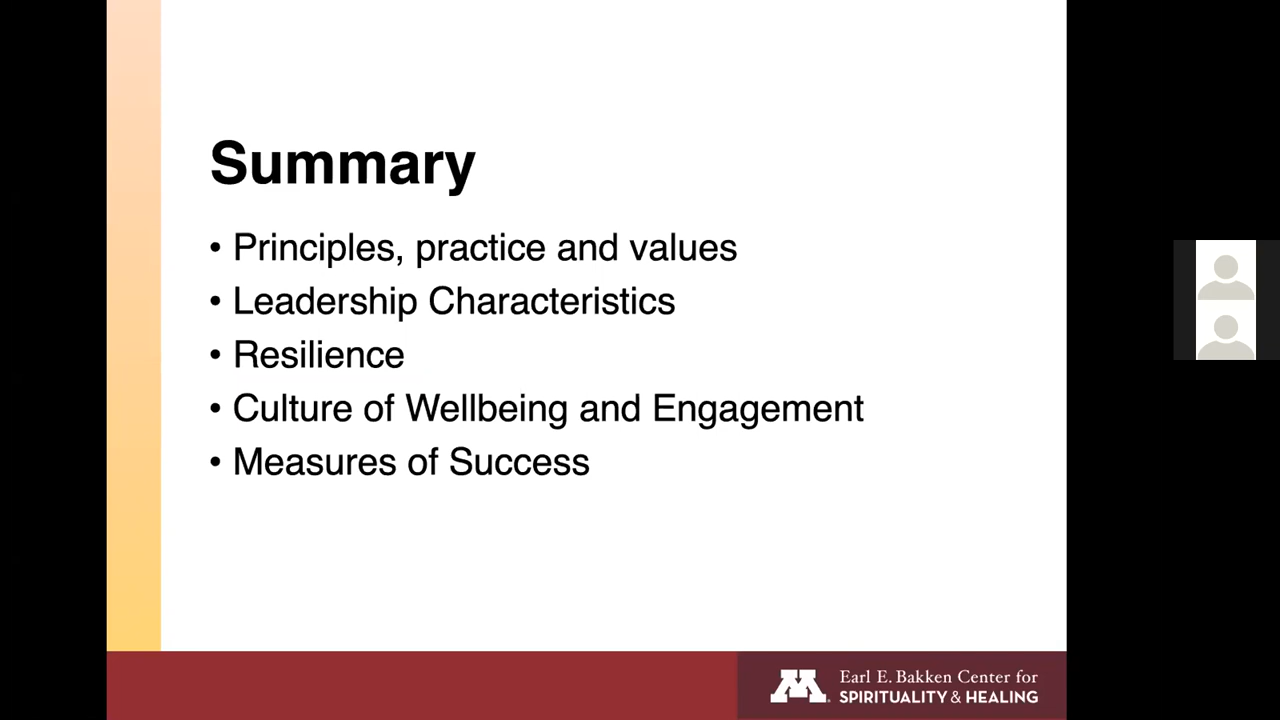 Summary
• Principles, practice and values
• Leadership Characteristics
• Resilience
• Culture of Wellbeing and Engagement
• Measures of Success
M
Earl E. Bakken Center for
SPIRITUALITY & HEALING